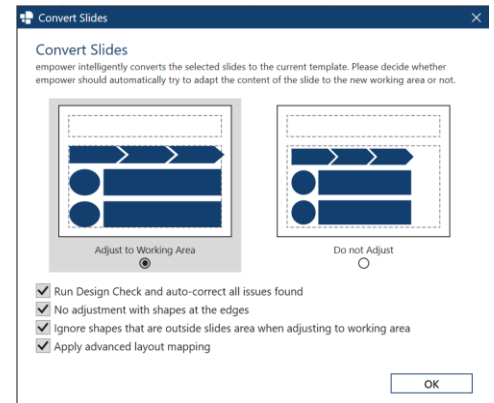 Convert Slides
Convert Slides
empower intelligently converts the selected slides to the current template. Please decide whether
empower should automatically try to adapt the content of the slide to the new working area or not.
Adjust to Working Area
Do not Adjust
Run Design Check and auto-correct all issues found
No adjustment with shapes at the edges
Ignore shapes that are outside slides area when adjusting to working area
Apply advanced layout mapping
OK